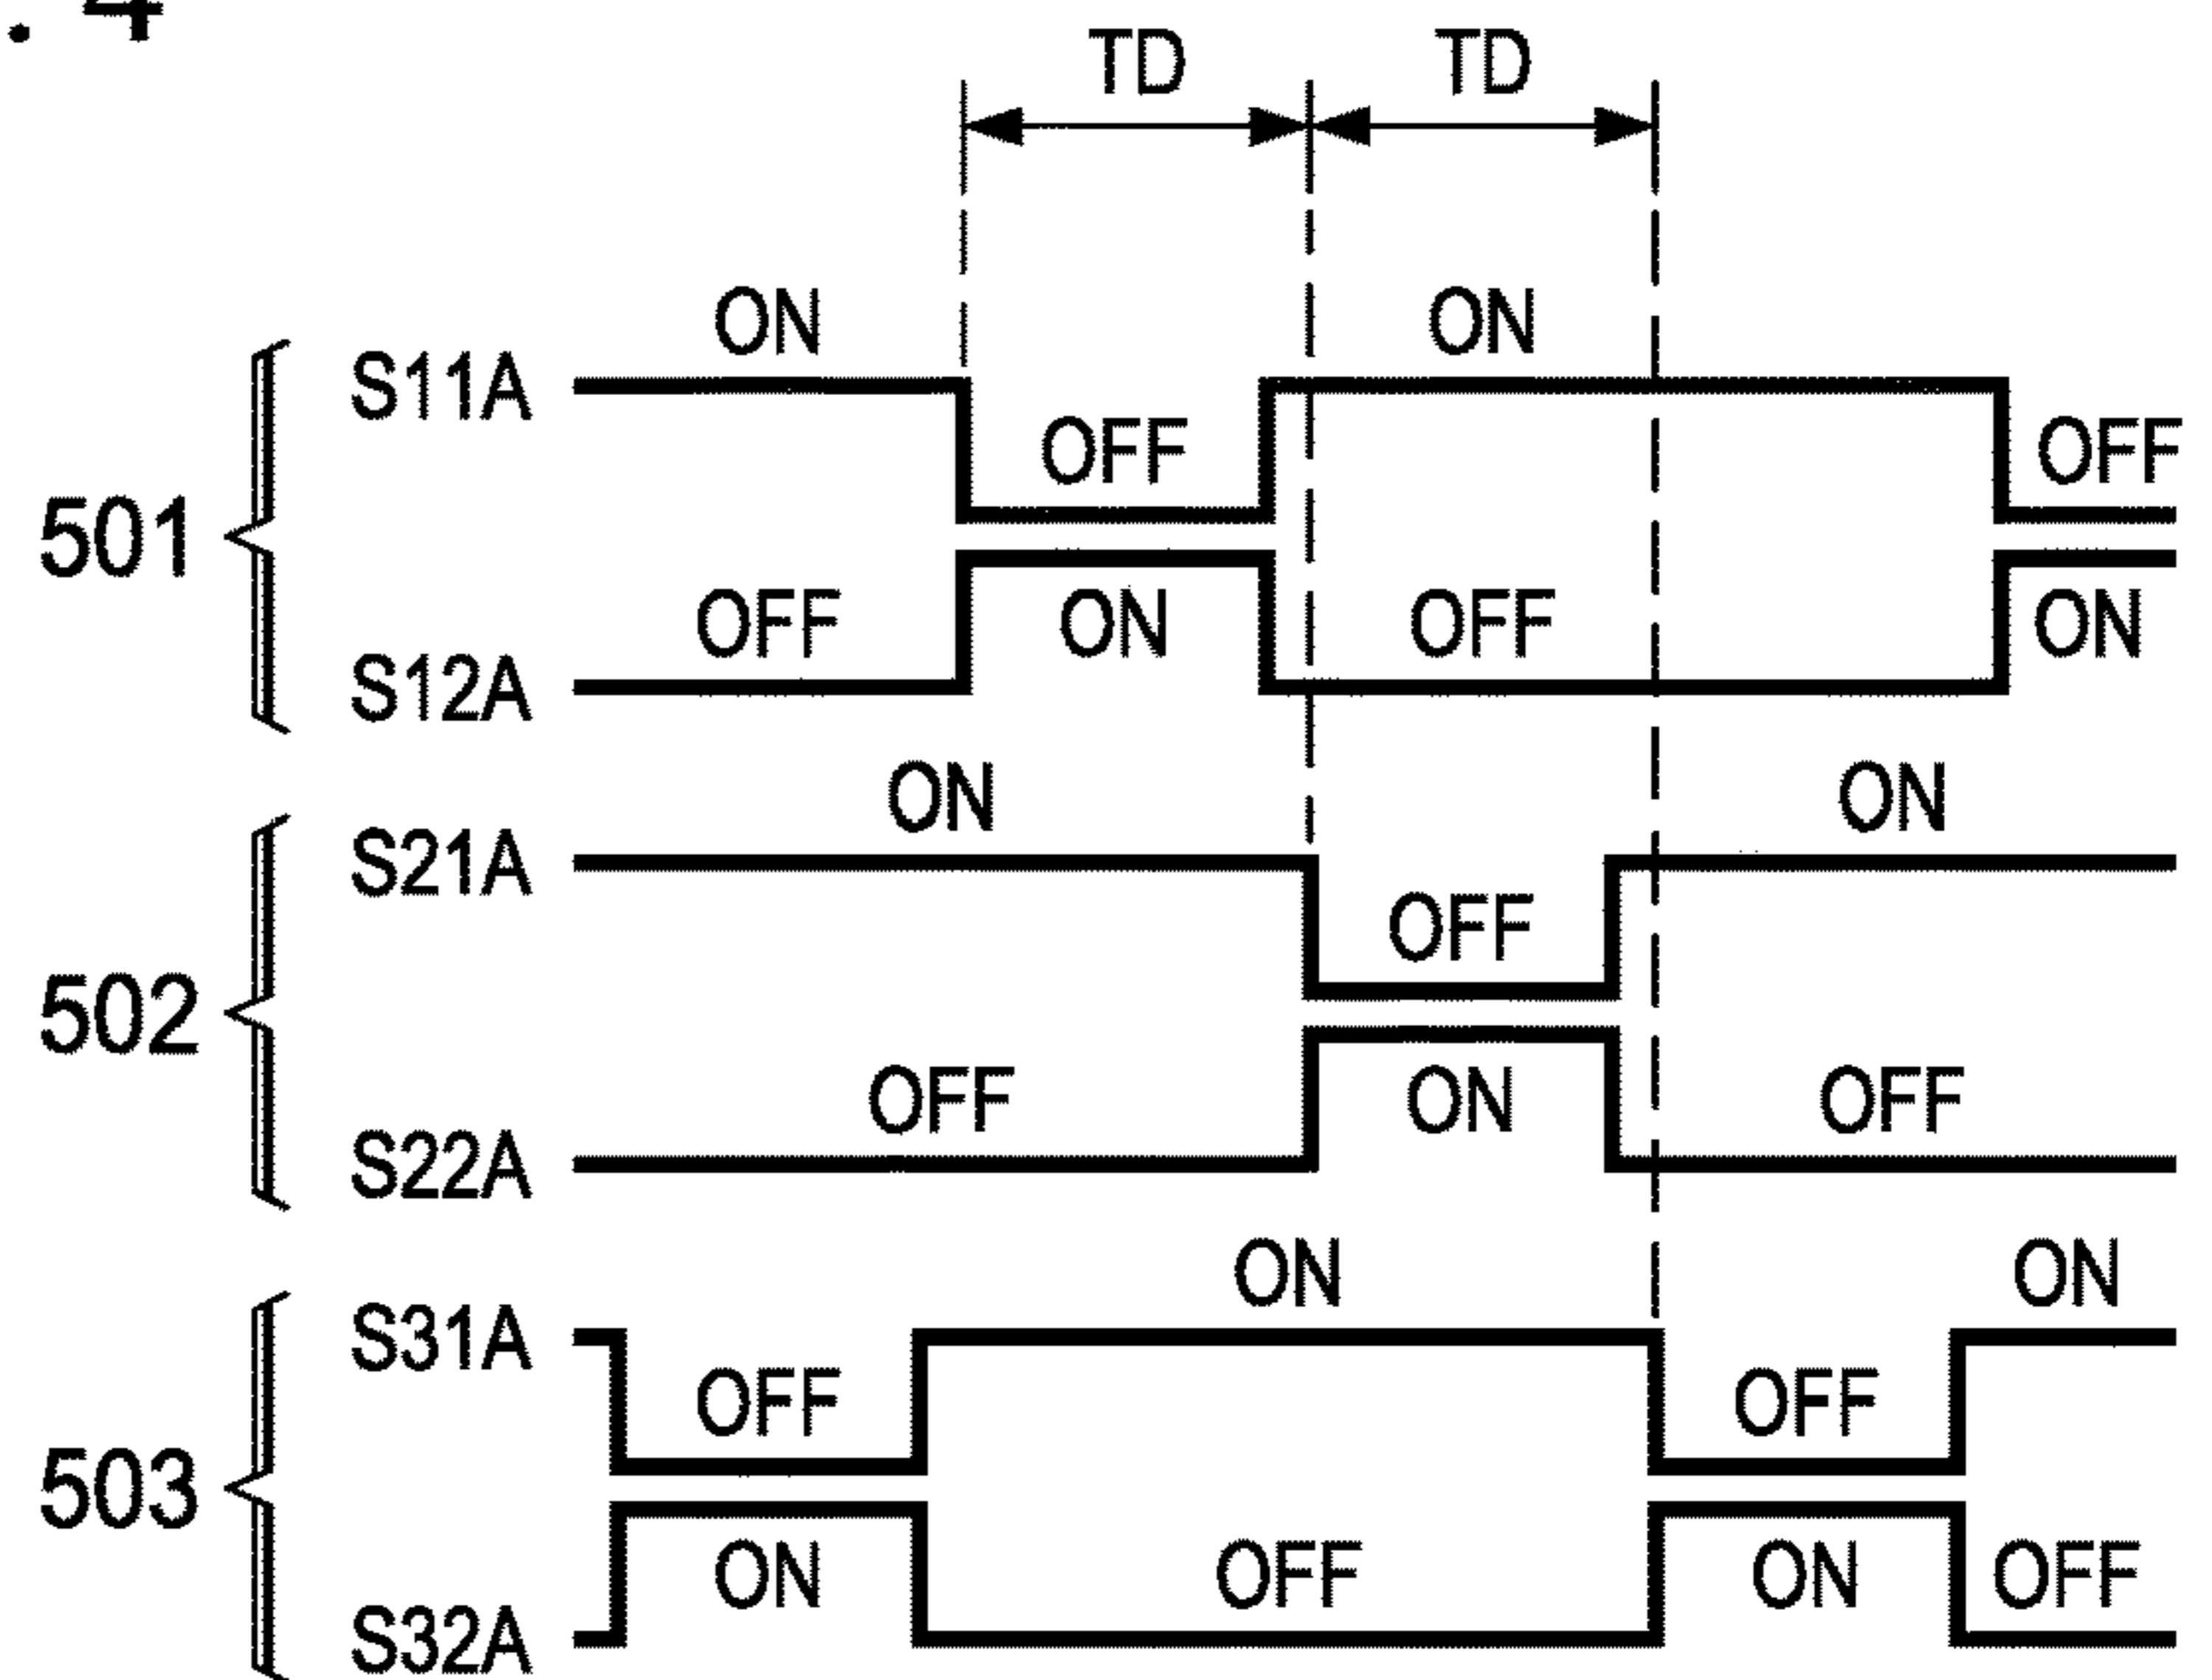 . 4
TD TD
ON ON
S11A
OFF OFF
501
OFF ON OFF ON
S12A
ON ON
S21A
OFF
502
OFF ON OFF
S22A
ON ON
S31A
OFF OFF
503
ON OFF ON OFF
S32A